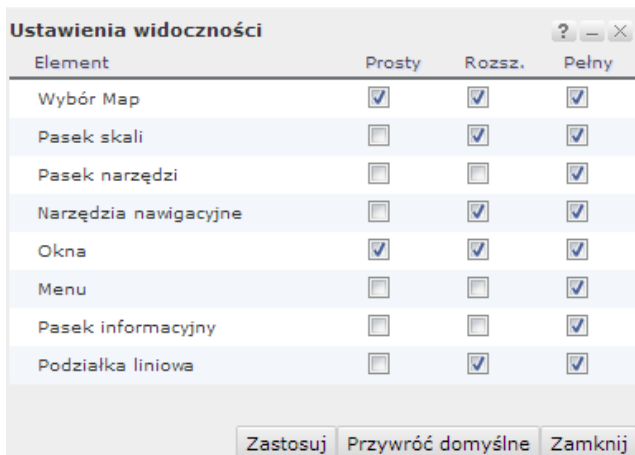 Ustawienia widoczności ? – ×
Element Prosty Rozsz. Pełny
Wybór Map
Pasek skali
Pasek narzędzi
Narzędzia nawigacyjne
Okna
Menu
Pasek informacyjny
Podziałka liniowa
Zastosuj Przywróć domyślne Zamknij